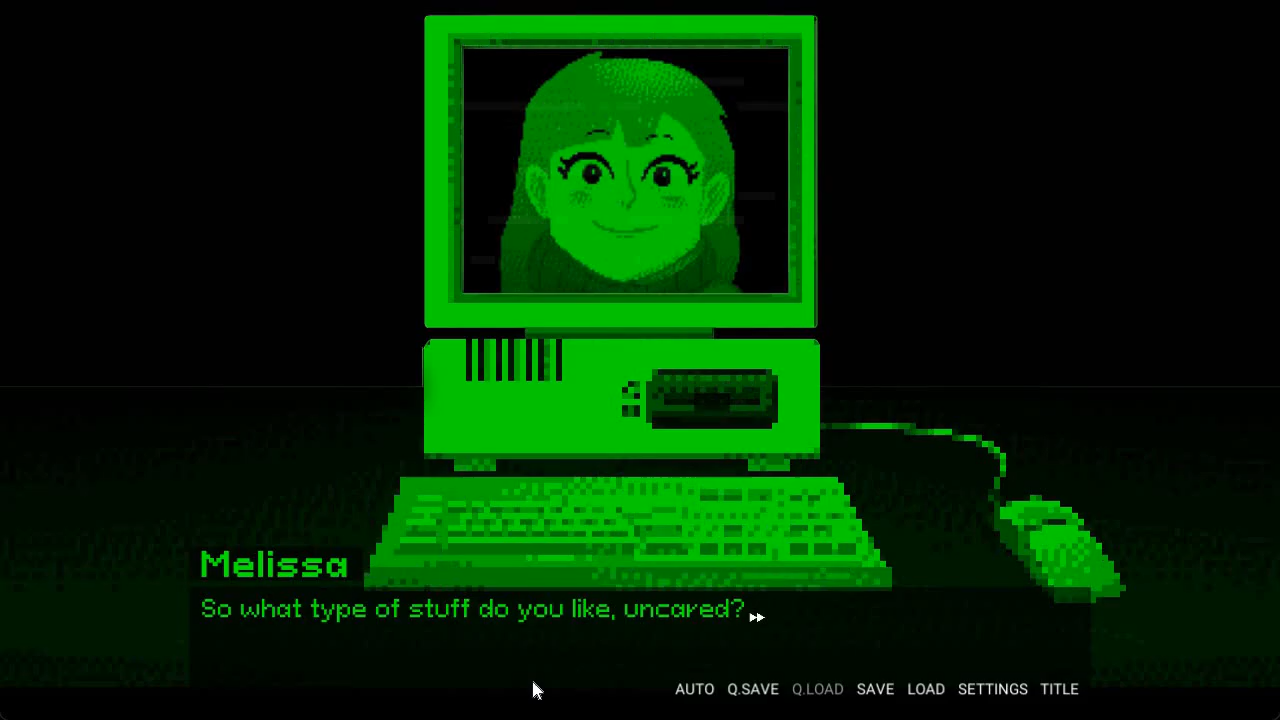 Melissa
So what type of stuff do you like, uncared?
AUTO Q.SAVE Q.LOAD SAVE LOAD SETTINGS TITLE